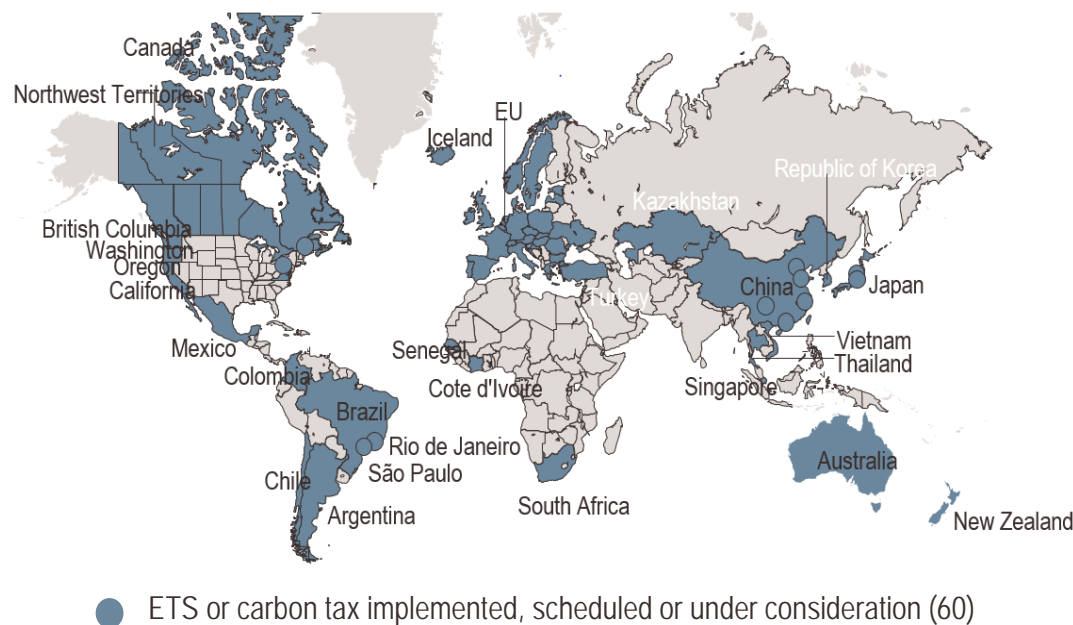 Canada
Northwest Territories
EU
Iceland
Republic of Korea
Kazakhstan
British Columbia
Washington
Oregon
California
China
Japan
Turkey
Mexico
Vietnam
Senegal
Thailand
Colombia
Cote d'Ivoire
Singapore
Brazil
Rio de Janeiro
São Paulo
Australia
Chile
South Africa
Argentina
New Zealand
ETS or carbon tax implemented, scheduled or under consideration (60)